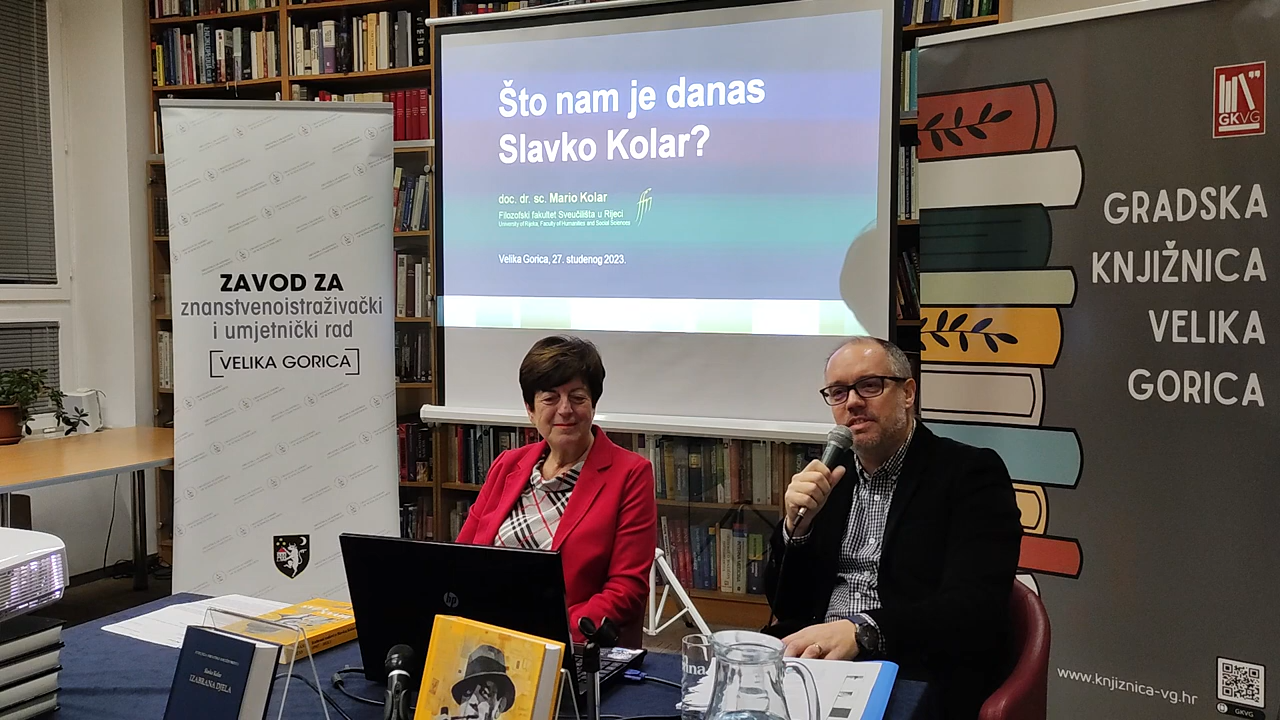 Što nam je danas
Slavko Kolar?
doc. dr. sc. Mario Kolar
Filozofski fakultet Sveučilišta u Rijeci
University of Rijeka, Faculty of Humanities and Social Sciences
Velika Gorica, 27. studenog 2023.
ZAVOD ZA
znanstvenoistraživački
i umjetnički rad
[VELIKA GORICA]
GKVG
GRADSKA
KNJIŽNICA
VELIKA
GORICA
www.knjiznica-vg.hr
GKVG
hp
Slavko Kolar
IZABRANA DJELA